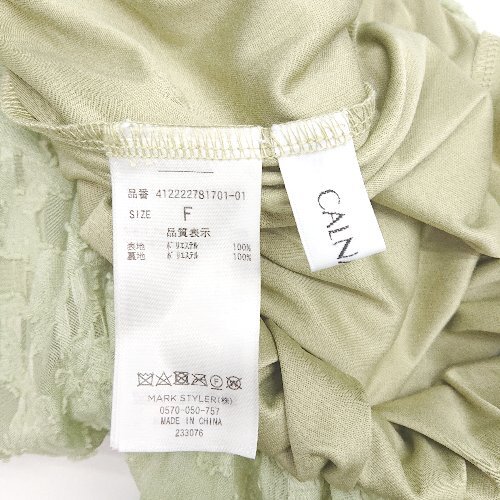 品番 412222781701-01
SIZE F
品質表示
表地 ポリエステル 100%
裏地 ポリエステル 100%
MARK STYLER(株)
0570-050-757
MADE IN CHINA
233076